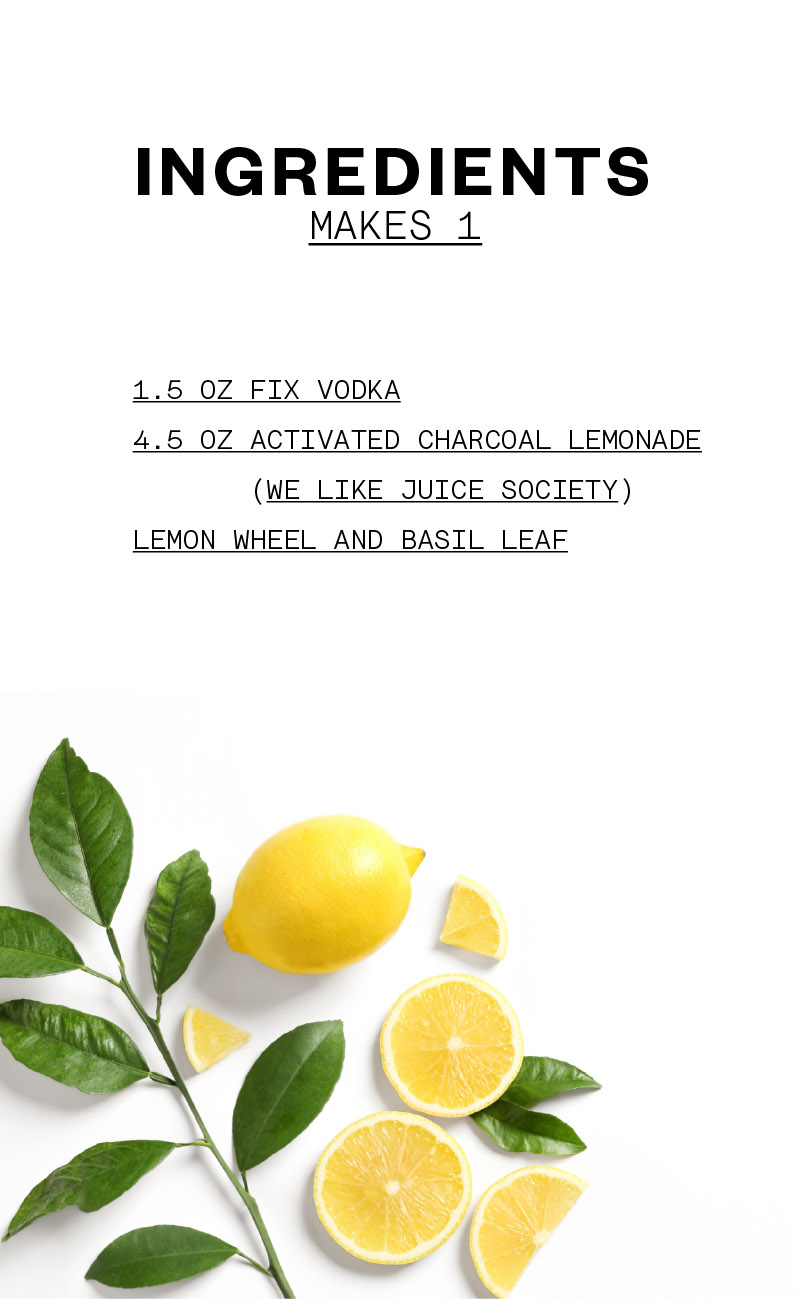 INGREDIENTS
MAKES 1
1.5 OZ FIX VODKA
4.5 OZ ACTIVATED CHARCOAL LEMONADE
(WE LIKE JUICE SOCIETY)
LEMON WHEEL AND BASIL LEAF